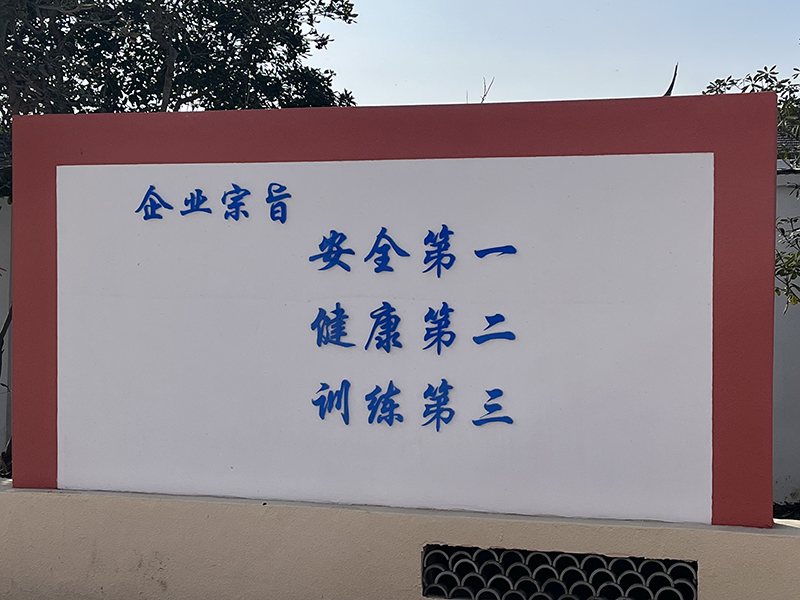 企业宗旨
安全第一
健康第二
训练第三